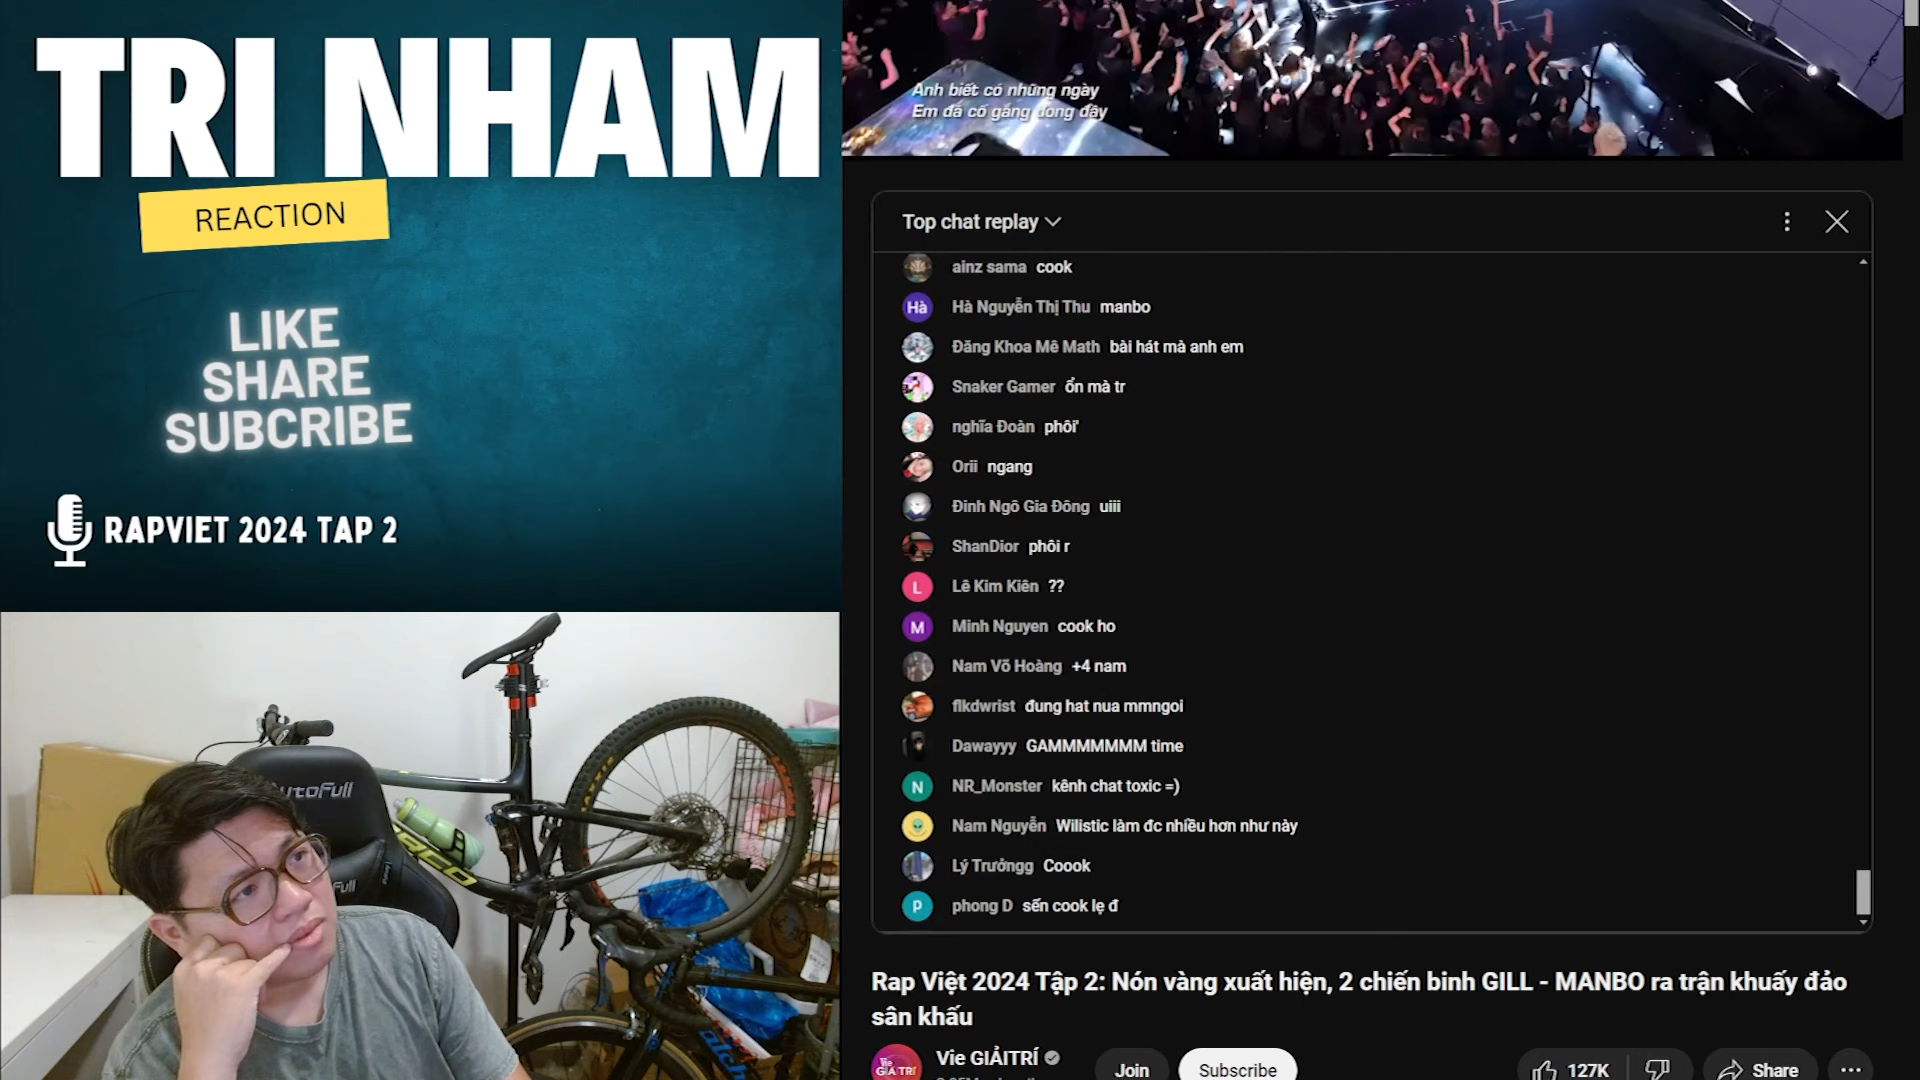 TRI NHAM
REACTION
LIKE
SHARE
SUBCRIBE
RAPVIET 2024 TAP 2
Anh biết có những ngày
Em đã cố gắng đong đầy
Top chat replay
ainz sama cook
Hà Hà Nguyễn Thị Thu manbo
Đăng Khoa Mê Math bài hát mà anh em
Snaker Gamer ổn mà tr
nghĩa Đoàn phôi'
Orii ngang
Đinh Ngô Gia Đông uiii
ShanDior phôi r
L Lê Kim Kiên ??
M Minh Nguyen cook ho
Nam Võ Hoàng +4 nam
flkdwrist đung hat nua mmngoi
Dawayyy GAMMMMMMM time
N NR_Monster kênh chat toxic =)
Nam Nguyễn Wilistic làm đc nhiều hơn như này
Lý Trưởngg Coook
P phong D sến cook lẹ đ
Rap Việt 2024 Tập 2: Nón vàng xuất hiện, 2 chiến binh GILL - MANBO ra trận khuấy đảo
sân khấu
Vie GIẢI TRÍ
Vie GIẢITRÍ
Join
Subscribe
127K
Share
AutoFull
MAXXIS